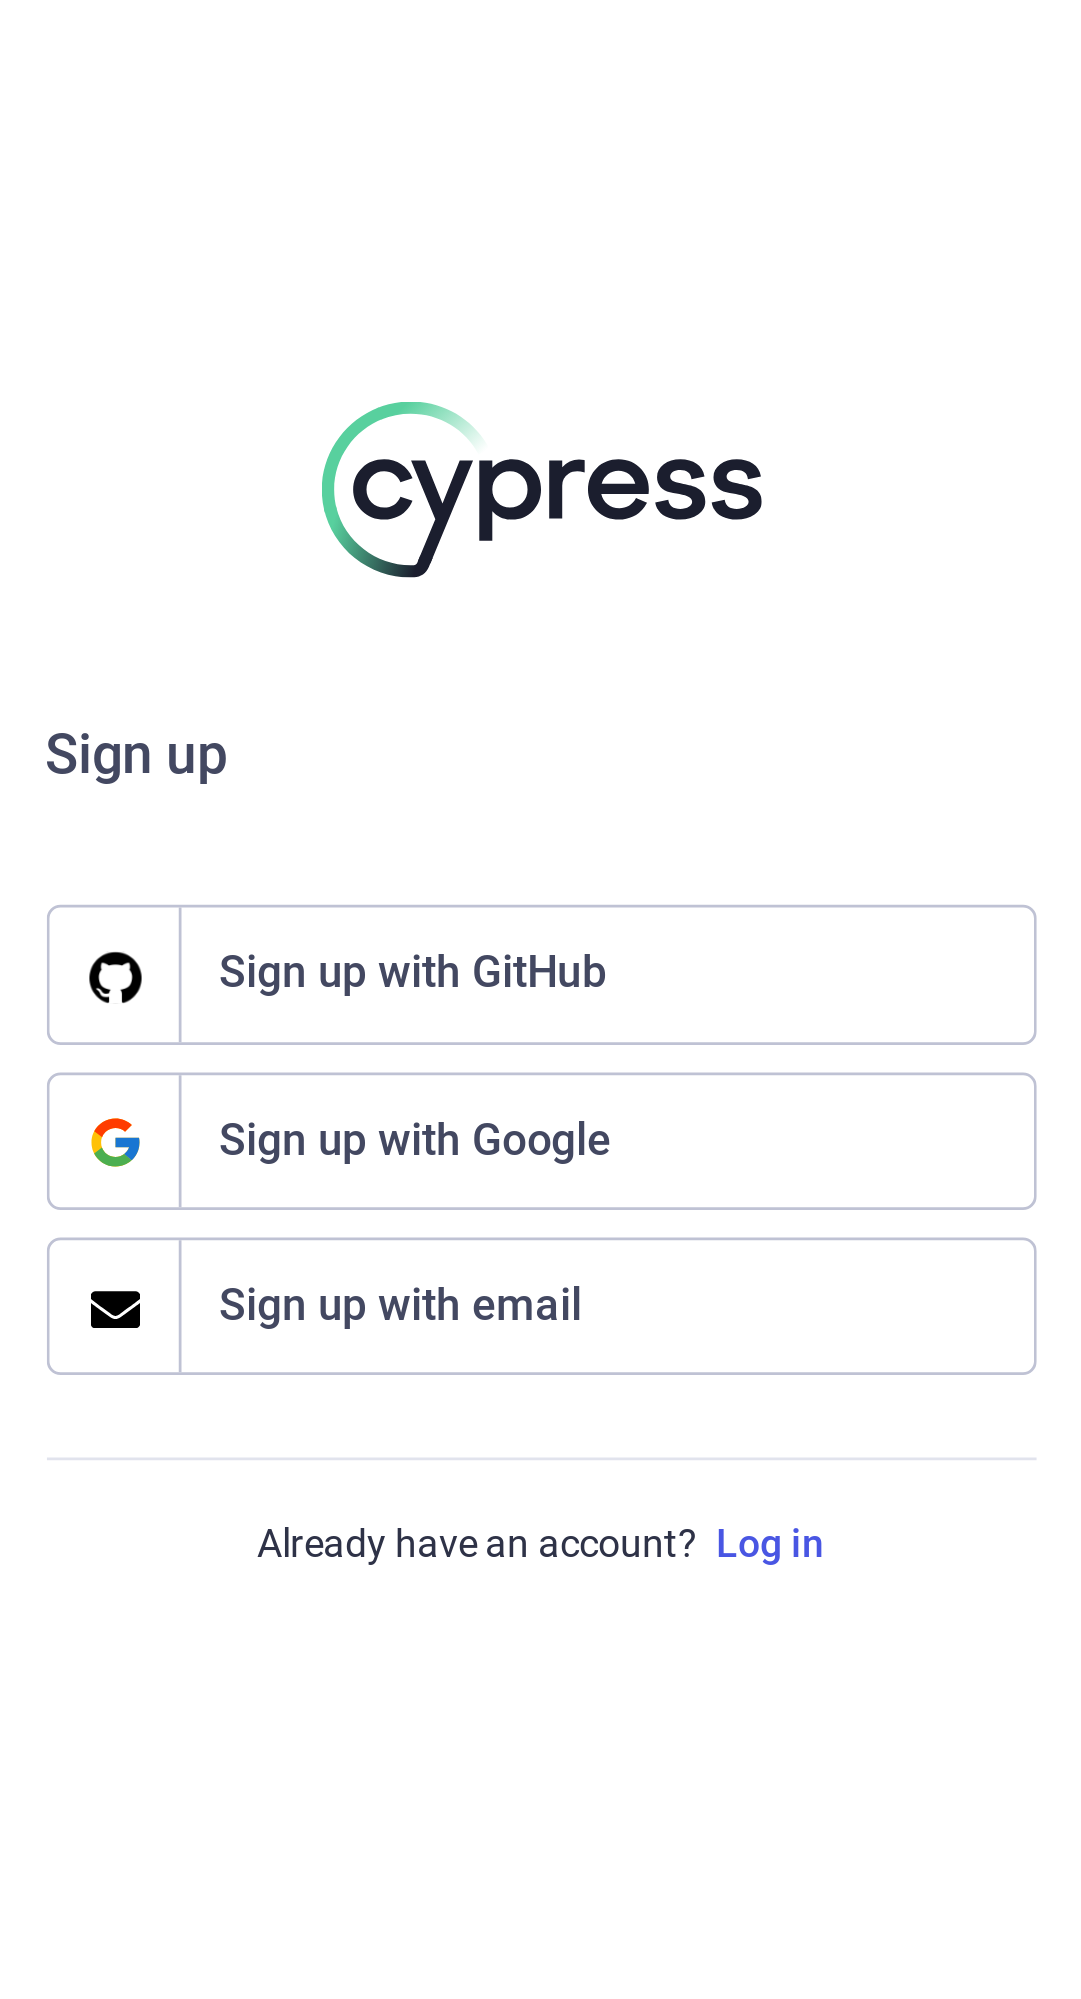 cypress
Sign up
Sign up with GitHub
Sign up with Google
Sign up with email
Already have an account? Log in